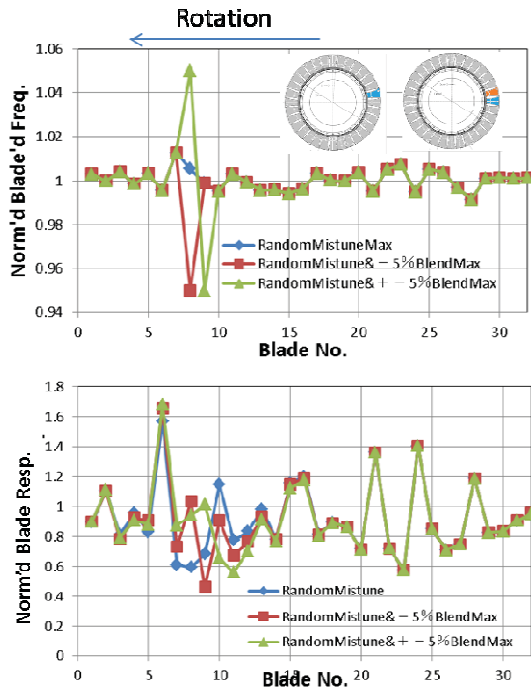 Rotation
Norm'd Blade'd Freq.
1.06
1.04
1.02
1
0.98
0.96
0.94
RandomMistuneMax
RandomMistune&－5%BlendMax
RandomMistune&＋－5%BlendMax
0 5 10 15 20 25 30
Blade No.
Norm'd Blade Resp.
1.8
1.6
1.4
1.2
1
0.8
0.6
0.4
0.2
0
RandomMistune
RandomMistune&－5%BlendMax
RandomMistune&＋－5%BlendMax
0 5 10 15 20 25 30
Blade No.